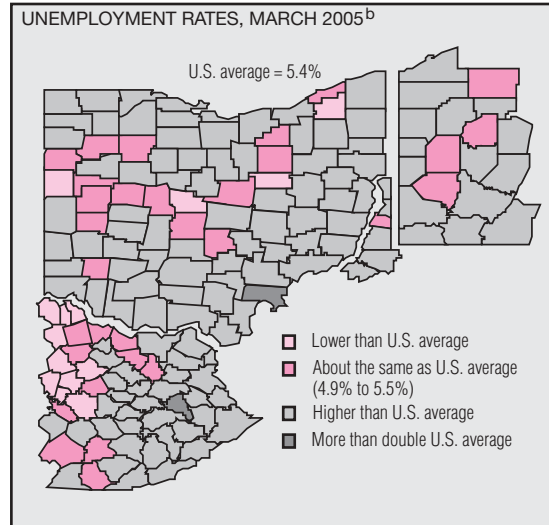 UNEMPLOYMENT RATES, MARCH 2005b
U.S. average = 5.4%
Lower than U.S. average
About the same as U.S. average
(4.9% to 5.5%)
Higher than U.S. average
More than double U.S. average